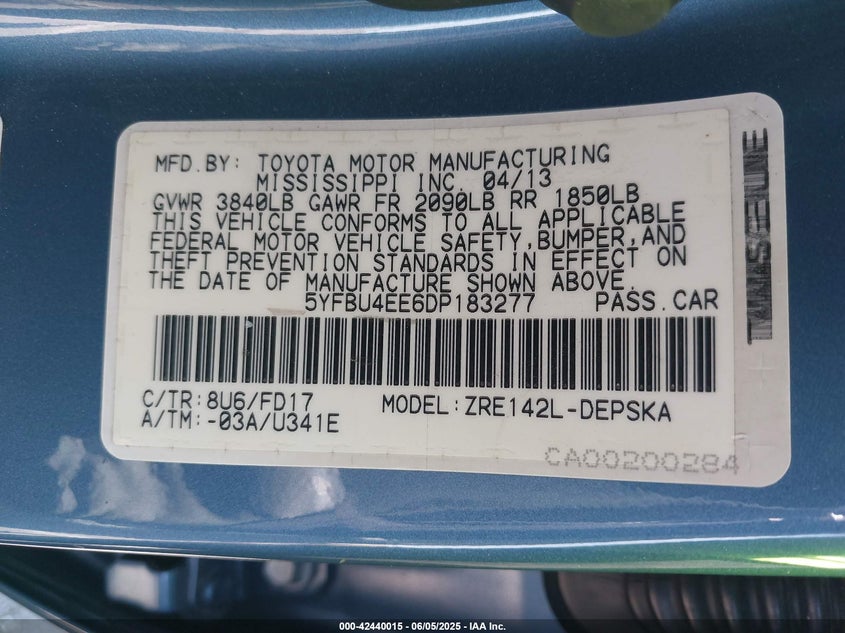 MFD.BY: TOYOTA MOTOR MANUFACTURING
MISSISSIPPI INC. 04/13
GVWR 3840LB GAWR FR 2090LB RR 1850LB
THIS VEHICLE CONFORMS TO ALL APPLICABLE
FEDERAL MOTOR VEHICLE SAFETY,BUMPER,AND
THEFT PREVENTION STANDARDS IN EFFECT ON
THE DATE OF MANUFACTURE SHOWN ABOVE.
5YFBU4EE6DP183277 PASS.CAR
C/TR:8U6/FD17 MODEL:ZRE142L-DEPSKA
A/TM:-03A/U341E
CA00200284
000-42440015 - 06/05/2025 - IAA Inc.